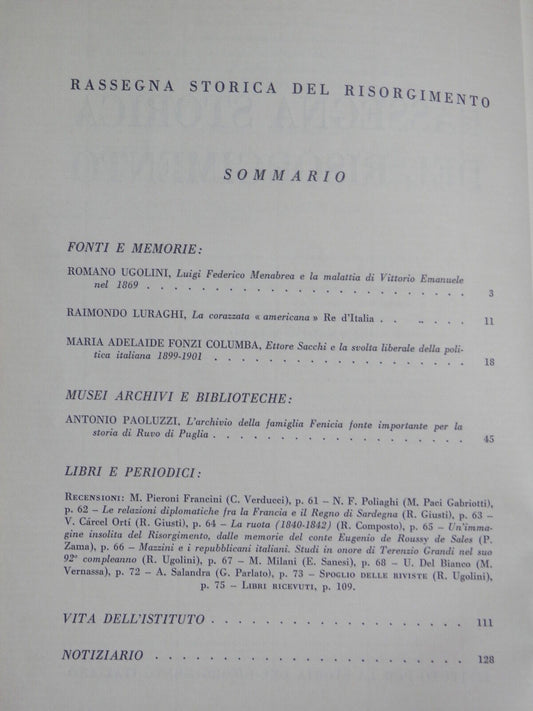 RASSEGNA STORICA DEL RISORGIMENTO
SOMMARIO
FONTI E MEMORIE:
ROMANO UGOLINI, Luigi Federico Menabrea e la malattia di Vittorio Emanuele
nel 1869 . . . . . . . . . . . . . . . . . . . . . . . 3
RAIMONDO LURAGHI, La corazzata « americana » Re d'Italia . . .. . . . 11
MARIA ADELAIDE FONZI COLUMBA, Ettore Sacchi e la svolta liberale della poli-
tica italiana 1899-1901 . . . . . . . . . . . . . . . . . . 18
MUSEI ARCHIVI E BIBLIOTECHE:
ANTONIO PAOLUZZI, L'archivio della famiglia Fenicia fonte importante per la
storia di Ruvo di Puglia . . . . . . . . . . . . . . . . . . 45
LIBRI E PERIODICI:
RECENSIONI: M. Pieroni Francini (C. Verducci), p. 61 – N. F. Poliaghi (M. Paci Gabriotti),
p. 62 – Le relazioni diplomatiche fra la Francia e il Regno di Sardegna (R. Giusti), p. 63 –
V. Cárcel Ortí (R. Giusti), p. 64 – La ruota (1840-1842) (R. Composto), p. 65 – Un'imma-
gine insolita del Risorgimento, dalle memorie del conte Eugenio de Roussy de Sales (P.
Zama), p. 66 – Mazzini e i repubblicani italiani. Studi in onore di Terenzio Grandi nel suo
92° compleanno (R. Ugolini), p. 67 – M. Milani (E. Sanesi), p. 68 – U. Del Bianco (M.
Vernassa), p. 72 – A. Salandra (G. Parlato), p. 73 – SPOGLIO DELLE RIVISTE (R. Ugolini),
p. 75 – LIBRI RICEVUTI, p. 109.
VITA DELL'ISTITUTO . . . . . . . . . . . . . . . . . . 111
NOTIZIARIO . . . . . . . . . . . . . . . . . . . . . . 128